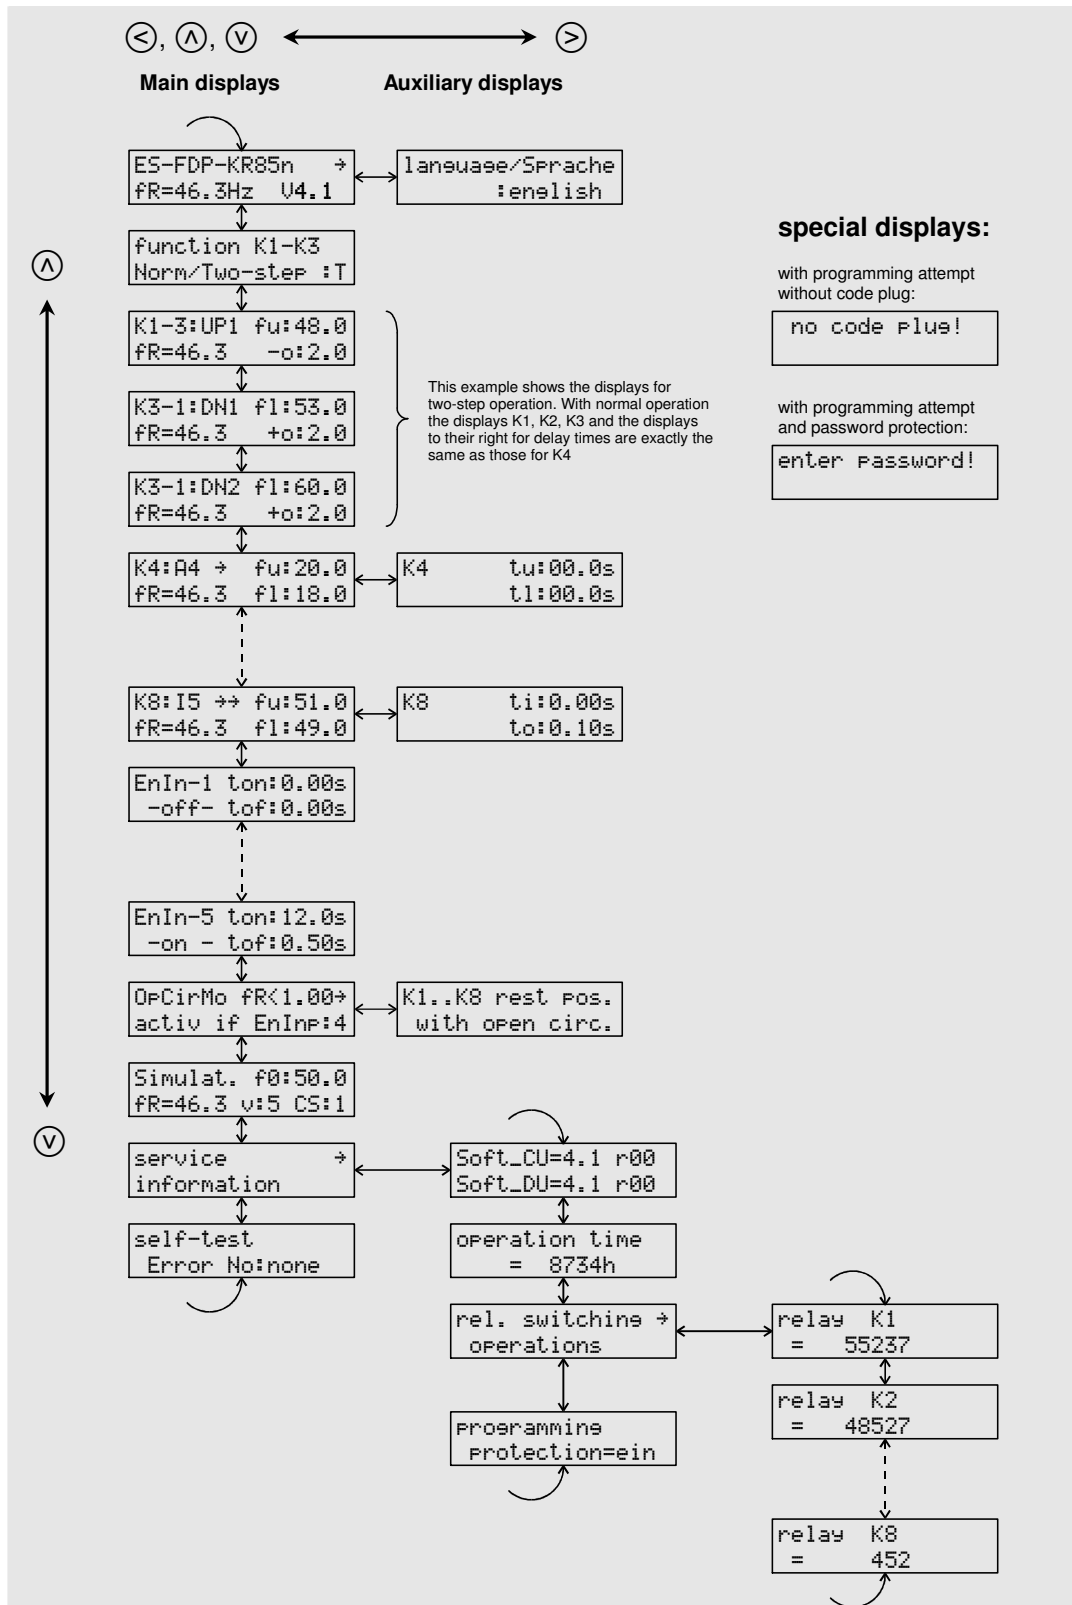 <, ∧, ∨ >
Main displays Auxiliary displays
ES-FDP-KR85n →
fR=46.3Hz V4.1
language/Sprache
:english
function K1-K3
Norm/Two-step :T
special displays:
∧
with programming attempt
without code plug:
no code plug!
K1-3:UP1 fu:48.0
fR=46.3 -o:2.0
This example shows the displays for
two-step operation. With normal operation
the displays K1, K2, K3 and the displays
to their right for delay times are exactly the
same as those for K4
K3-1:DN1 fl:53.0
fR=46.3 +o:2.0
with programming attempt
and password protection:
enter password!
K3-1:DN2 fl:60.0
fR=46.3 +o:2.0
K4:A4 → fu:20.0
fR=46.3 fl:18.0
K4 tu:00.0s
tl:00.0s
K8:I5 →→ fu:51.0
fR=46.3 fl:49.0
K8 ti:0.00s
to:0.10s
EnIn-1 ton:0.00s
-off- tof:0.00s
EnIn-5 ton:12.0s
-on - tof:0.50s
OpCirMo fR<1.00→
activ if EnInp:4
K1..K8 rest pos.
with open circ.
Simulat. f0:50.0
fR=46.3 v:5 CS:1
∨
service →
information
Soft_CU=4.1 r00
Soft_DU=4.1 r00
self-test
Error No:none
operation time
= 8734h
rel. switching →
operations
relay K1
= 55237
relay K2
= 48527
programming
protection=ein
relay K8
= 452